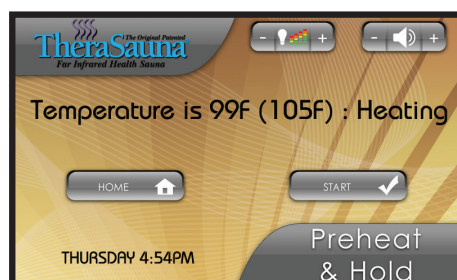 The Original Patented
TheraSauna®
Far Infrared Health Sauna
- +
- +
Temperature is 99F (105F) : Heating
HOME
START
Preheat
& Hold
THURSDAY 4:54PM